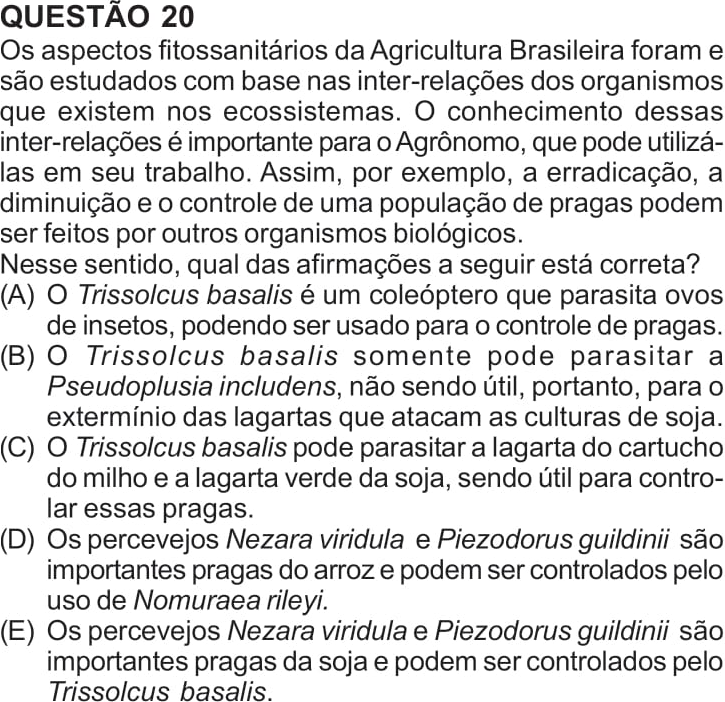 QUESTÃO 20
Os aspectos fitossanitários da Agricultura Brasileira foram e
são estudados com base nas inter-relações dos organismos
que existem nos ecossistemas. O conhecimento dessas
inter-relações é importante para o Agrônomo, que pode utilizá-
las em seu trabalho. Assim, por exemplo, a erradicação, a
diminuição e o controle de uma população de pragas podem
ser feitos por outros organismos biológicos.
Nesse sentido, qual das afirmações a seguir está correta?
(A) O Trissolcus basalis é um coleóptero que parasita ovos
de insetos, podendo ser usado para o controle de pragas.
(B) O Trissolcus basalis somente pode parasitar a
Pseudoplusia includens, não sendo útil, portanto, para o
extermínio das lagartas que atacam as culturas de soja.
(C) O Trissolcus basalis pode parasitar a lagarta do cartucho
do milho e a lagarta verde da soja, sendo útil para contro-
lar essas pragas.
(D) Os percevejos Nezara viridula e Piezodorus guildinii são
importantes pragas do arroz e podem ser controlados pelo
uso de Nomuraea rileyi.
(E) Os percevejos Nezara viridula e Piezodorus guildinii são
importantes pragas da soja e podem ser controlados pelo
Trissolcus basalis.